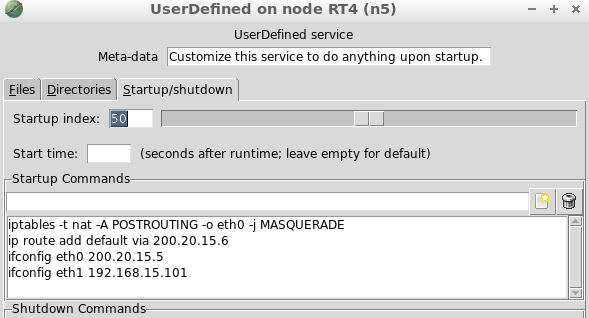 UserDefined on node RT4 (n5)
UserDefined service
Meta-data Customize this service to do anything upon startup.
Files Directories Startup/shutdown
Startup index: 50
Start time: (seconds after runtime; leave empty for default)
Startup Commands
iptables -t nat -A POSTROUTING -o eth0 -j MASQUERADE
ip route add default via 200.20.15.6
ifconfig eth0 200.20.15.5
ifconfig eth1 192.168.15.101
Shutdown Commands